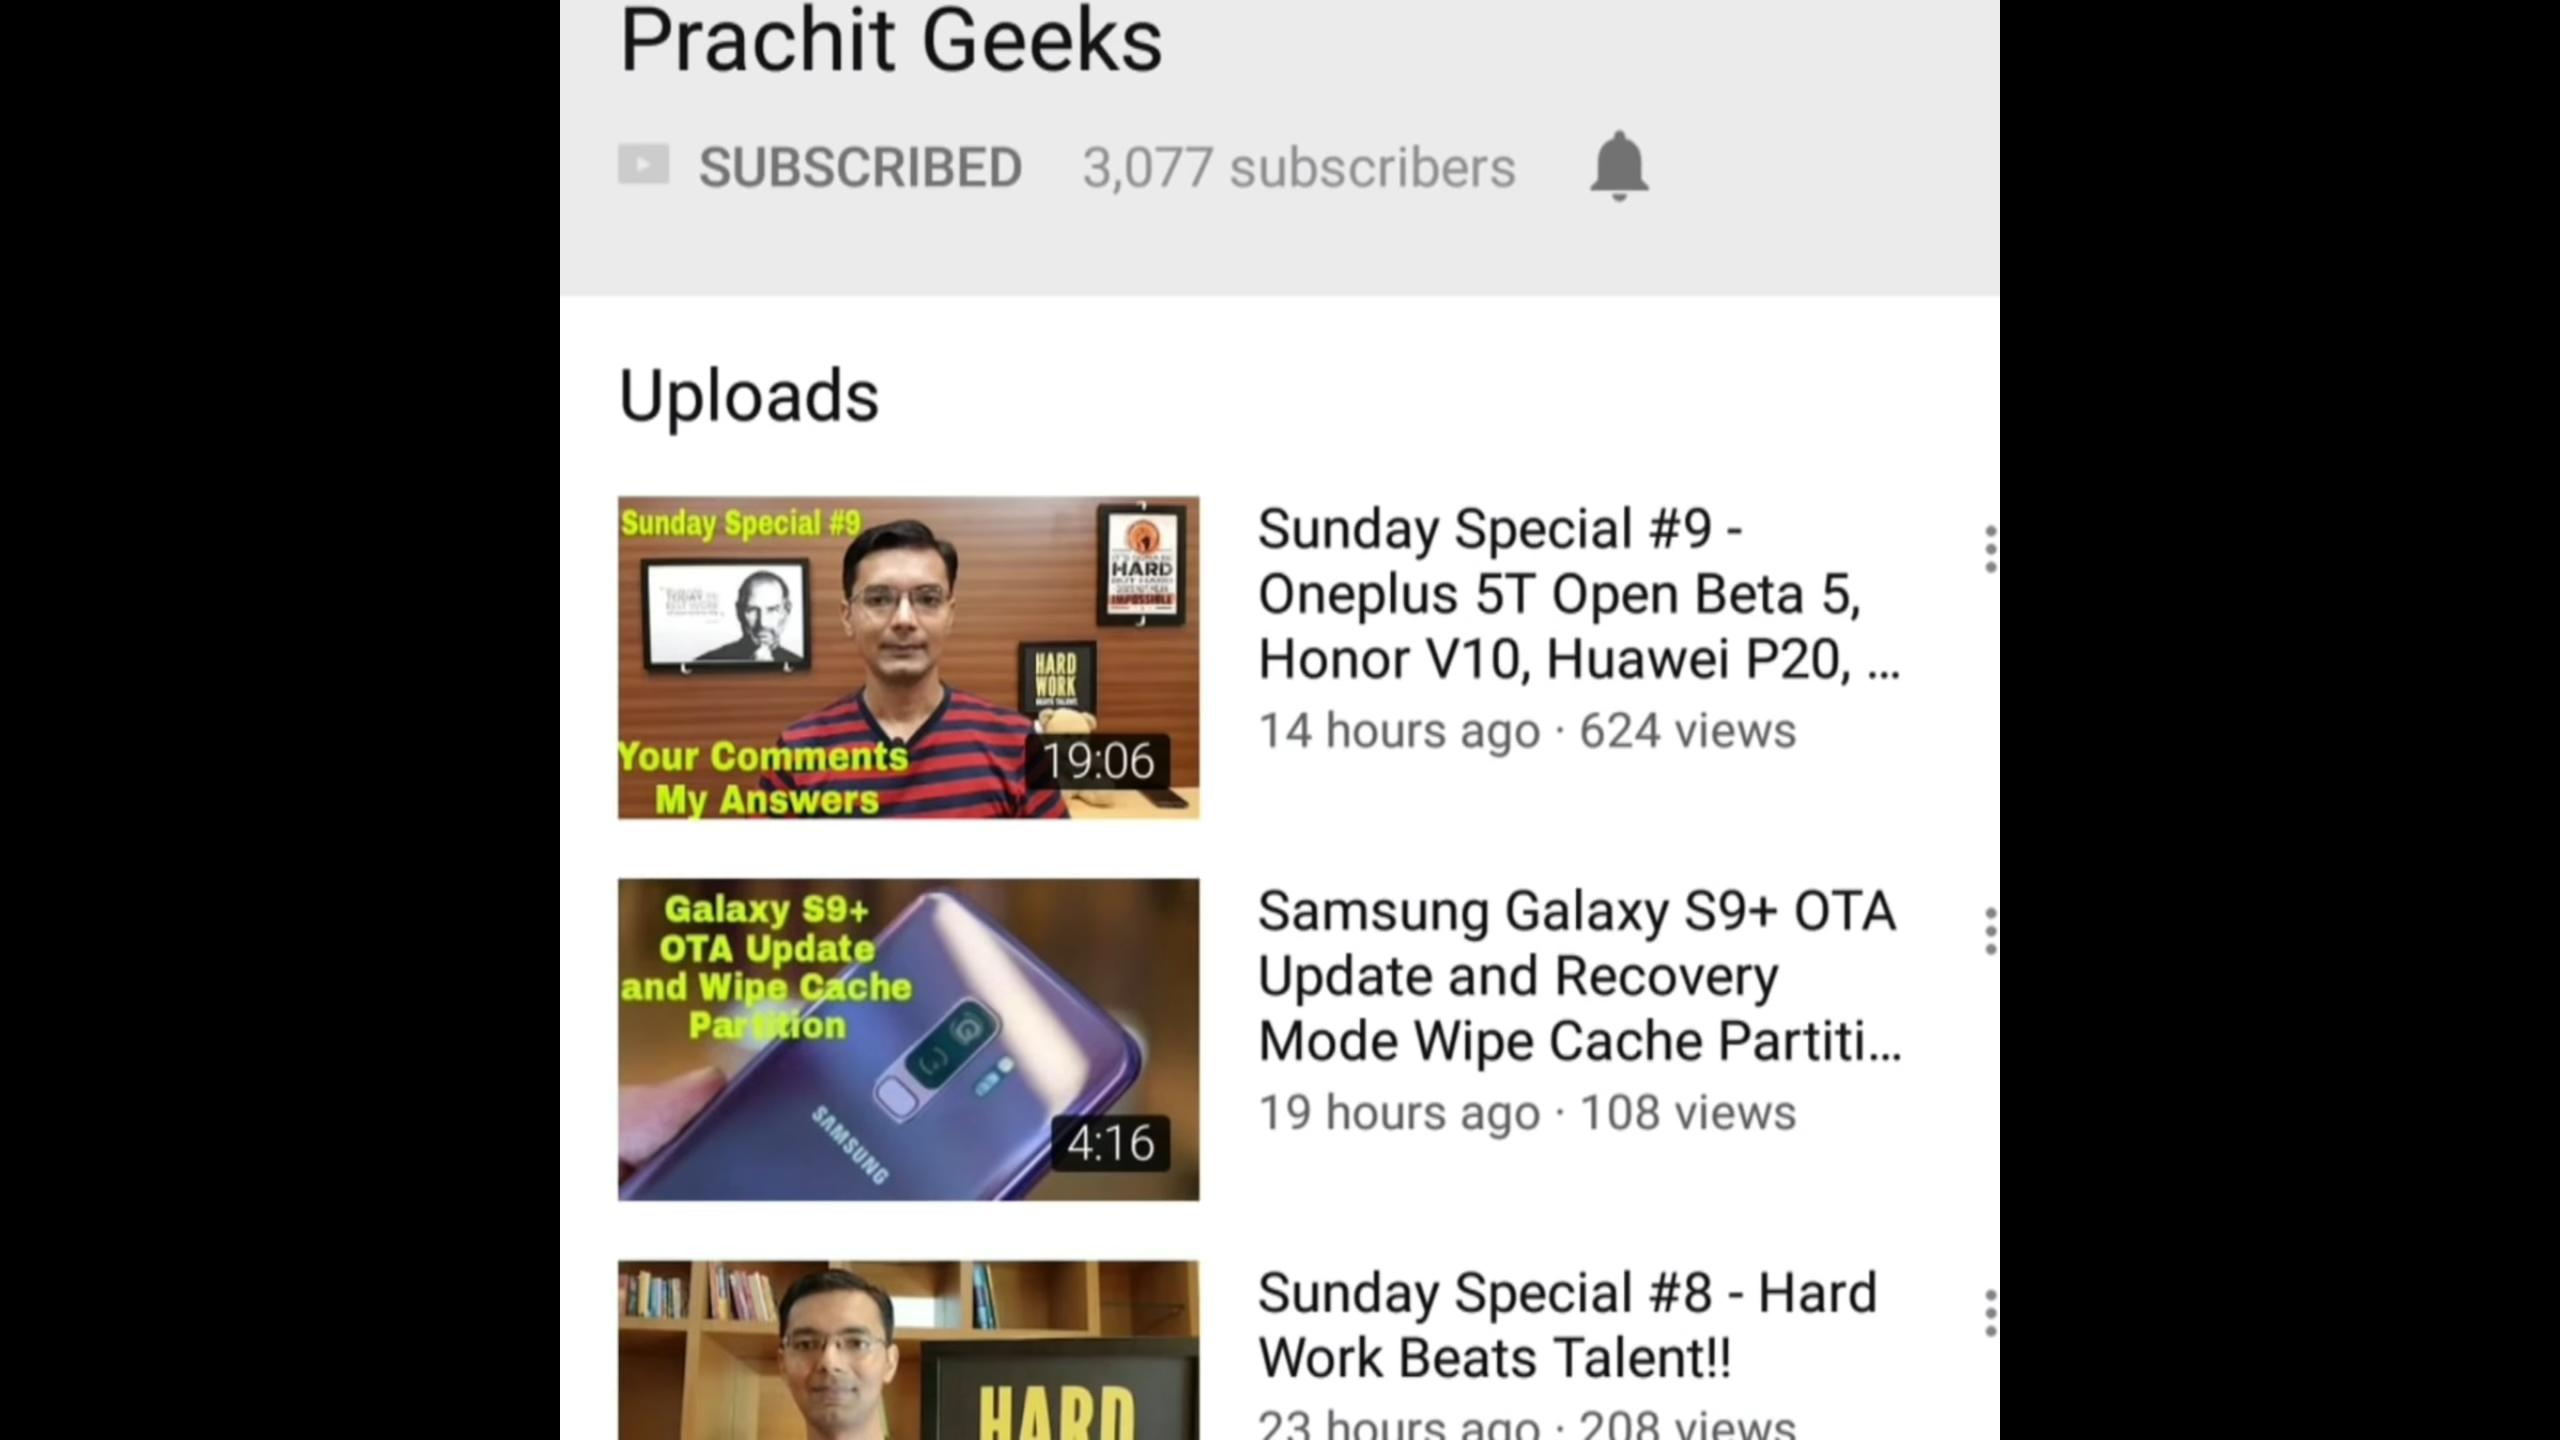 Prachit Geeks
SUBSCRIBED 3,077 subscribers
Uploads
Sunday Special #9
HARD
IMPOSSIBLE
HARD
WORK
BEATS TALENT.
Your Comments
My Answers
19:06
Sunday Special #9 -
Oneplus 5T Open Beta 5,
Honor V10, Huawei P20, ...
14 hours ago · 624 views
Galaxy S9+
OTA Update
and Wipe Cache
Partition
SAMSUNG
4:16
Samsung Galaxy S9+ OTA
Update and Recovery
Mode Wipe Cache Partiti...
19 hours ago · 108 views
HARD
Sunday Special #8 - Hard
Work Beats Talent!!
23 hours ago · 208 views